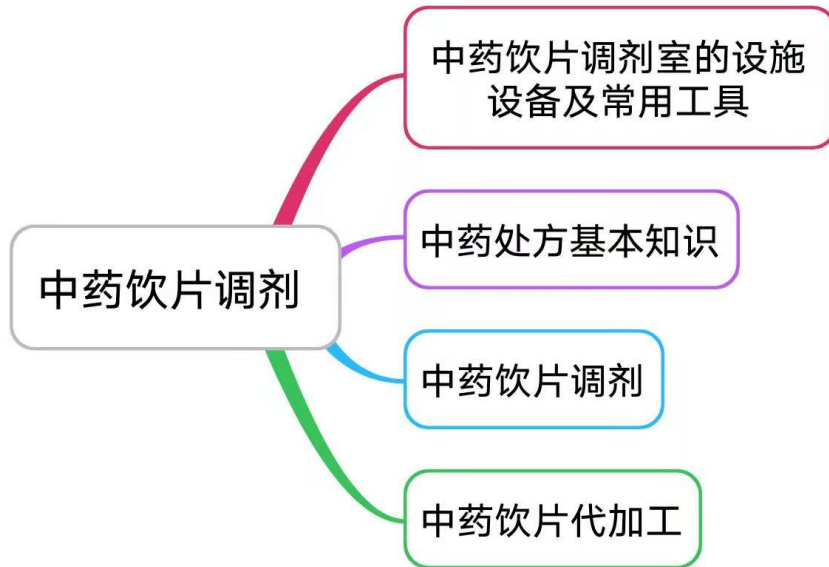 中药饮片调剂室的设施
设备及常用工具
中药处方基本知识
中药饮片调剂
中药饮片调剂
中药饮片代加工